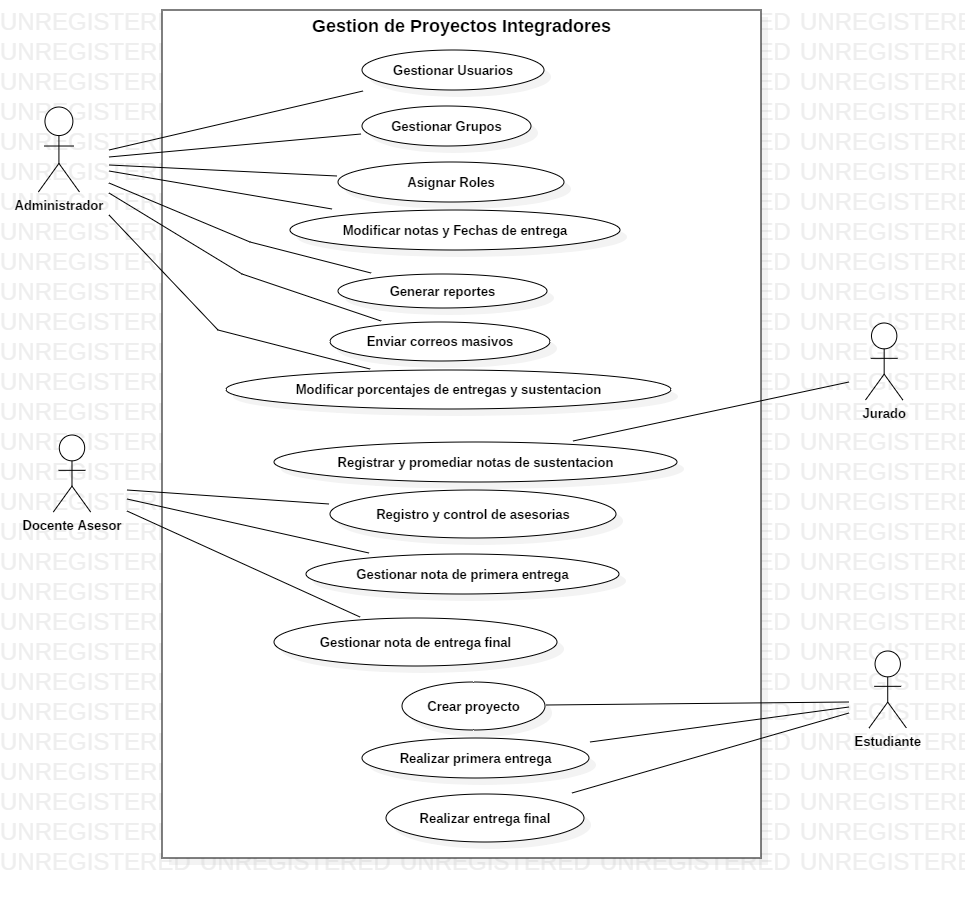 Gestion de Proyectos Integradores
Gestionar Usuarios
Gestionar Grupos
Asignar Roles
Administrador
Modificar notas y Fechas de entrega
Generar reportes
Enviar correos masivos
Modificar porcentajes de entregas y sustentacion
Jurado
Registrar y promediar notas de sustentacion
Registro y control de asesorias
Docente Asesor
Gestionar nota de primera entrega
Gestionar nota de entrega final
Crear proyecto
Estudiante
Realizar primera entrega
Realizar entrega final
UNREGISTERED UNREGISTERED UNREGISTERED UNREGISTERED